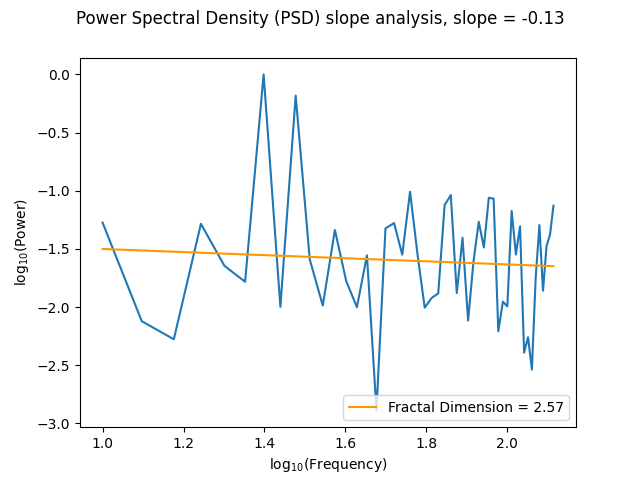 Power Spectral Density (PSD) slope analysis, slope = -0.13
0.0
−0.5
−1.0
−1.5
−2.0
−2.5
−3.0
log₁₀(Power)
Fractal Dimension = 2.57
1.0 1.2 1.4 1.6 1.8 2.0
log₁₀(Frequency)